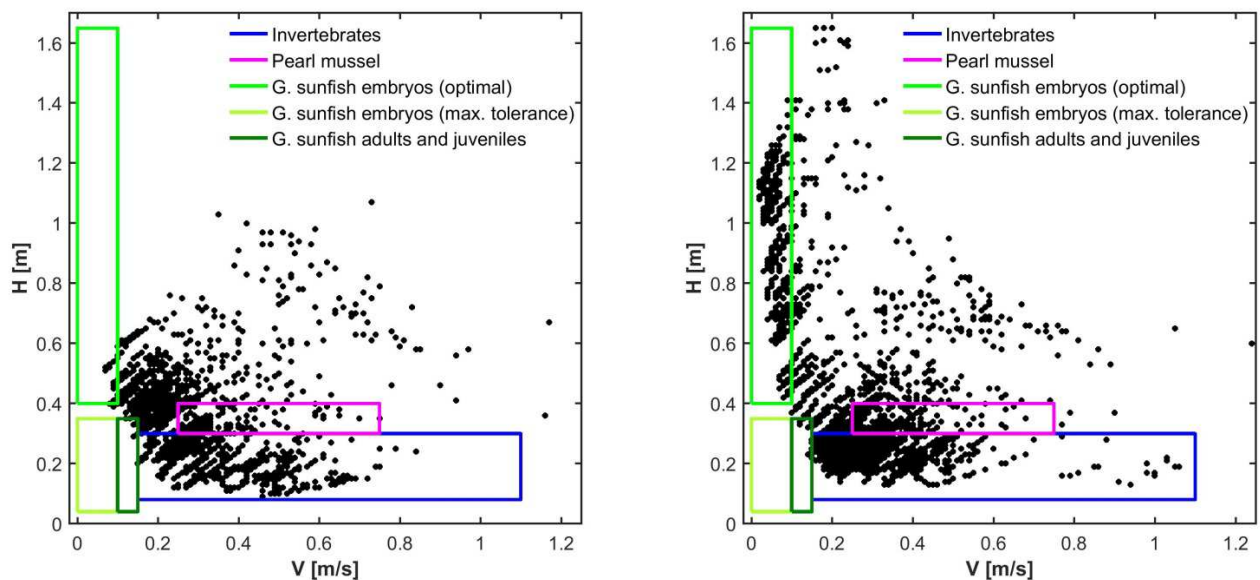 1.6
1.4
1.2
1
0.8
0.6
0.4
0.2
0
H [m]
0 0.2 0.4 0.6 0.8 1 1.2
V [m/s]
Invertebrates
Pearl mussel
G. sunfish embryos (optimal)
G. sunfish embryos (max. tolerance)
G. sunfish adults and juveniles
1.6
1.4
1.2
1
0.8
0.6
0.4
0.2
0
H [m]
0 0.2 0.4 0.6 0.8 1 1.2
V [m/s]
Invertebrates
Pearl mussel
G. sunfish embryos (optimal)
G. sunfish embryos (max. tolerance)
G. sunfish adults and juveniles